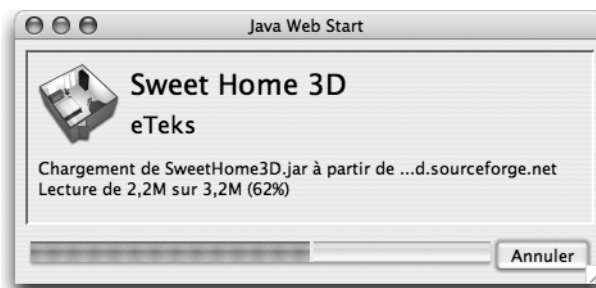 Java Web Start
Sweet Home 3D
eTeks
Chargement de SweetHome3D.jar à partir de ...d.sourceforge.net
Lecture de 2,2M sur 3,2M (62%)
Annuler